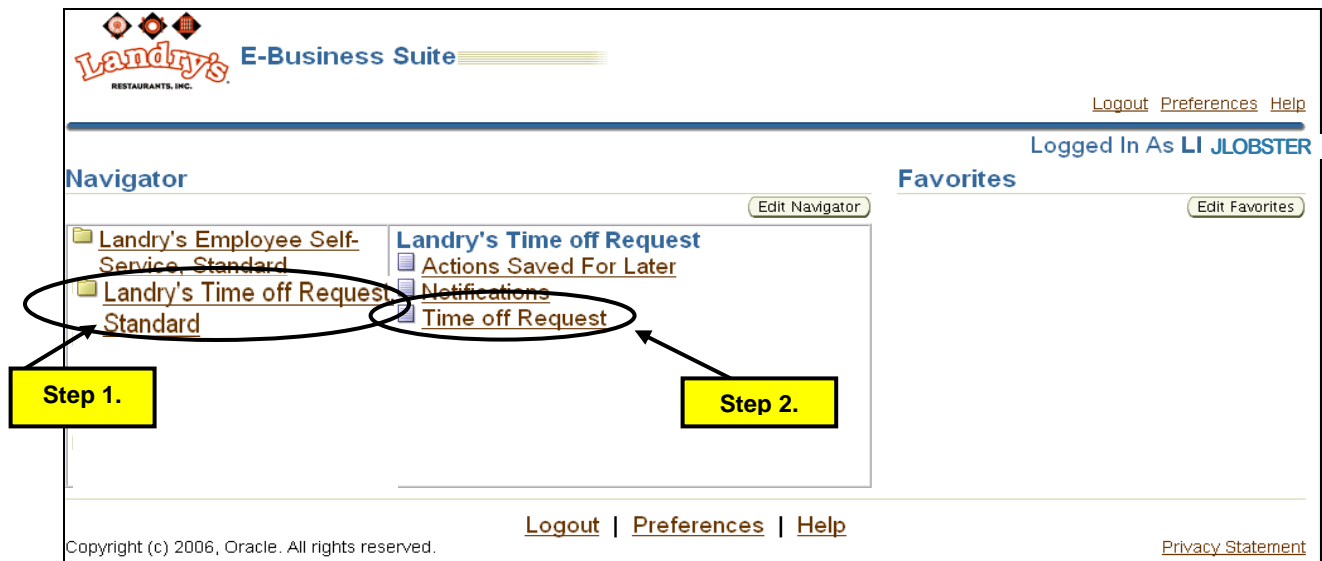 Landry's
RESTAURANTS, INC.
E-Business Suite
Logout Preferences Help
Logged In As LI JLOBSTER
Navigator
Edit Navigator
Landry's Employee Self-
Service, Standard
Landry's Time off Request,
Standard
Landry's Time off Request
Actions Saved For Later
Notifications
Time off Request
Favorites
Edit Favorites
Step 1.
Step 2.
Logout | Preferences | Help
Copyright (c) 2006, Oracle. All rights reserved.
Privacy Statement